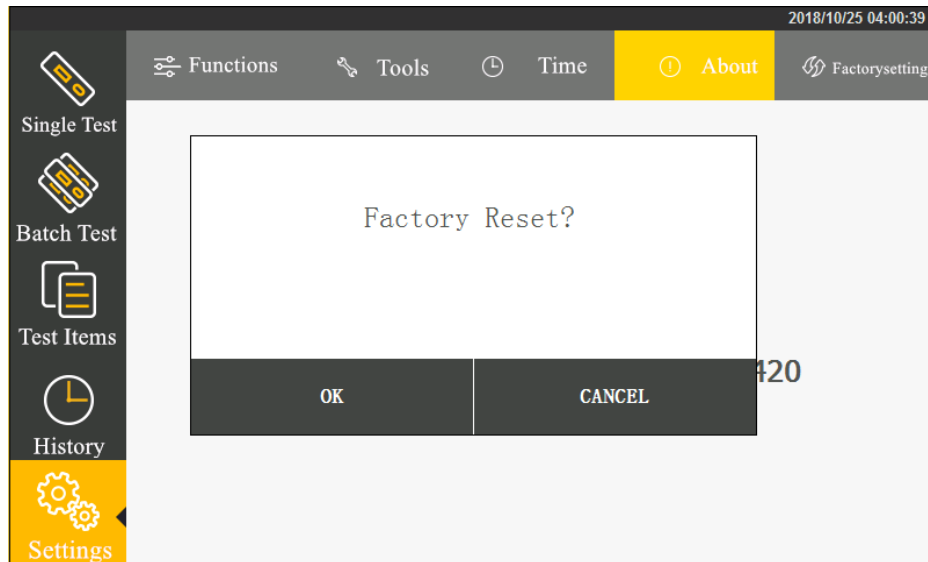 2018/10/25 04:00:39
Functions
Tools
Time
About
Factorysetting
Single Test
Batch Test
Test Items
History
Settings
Factory Reset?
OK
CANCEL
420